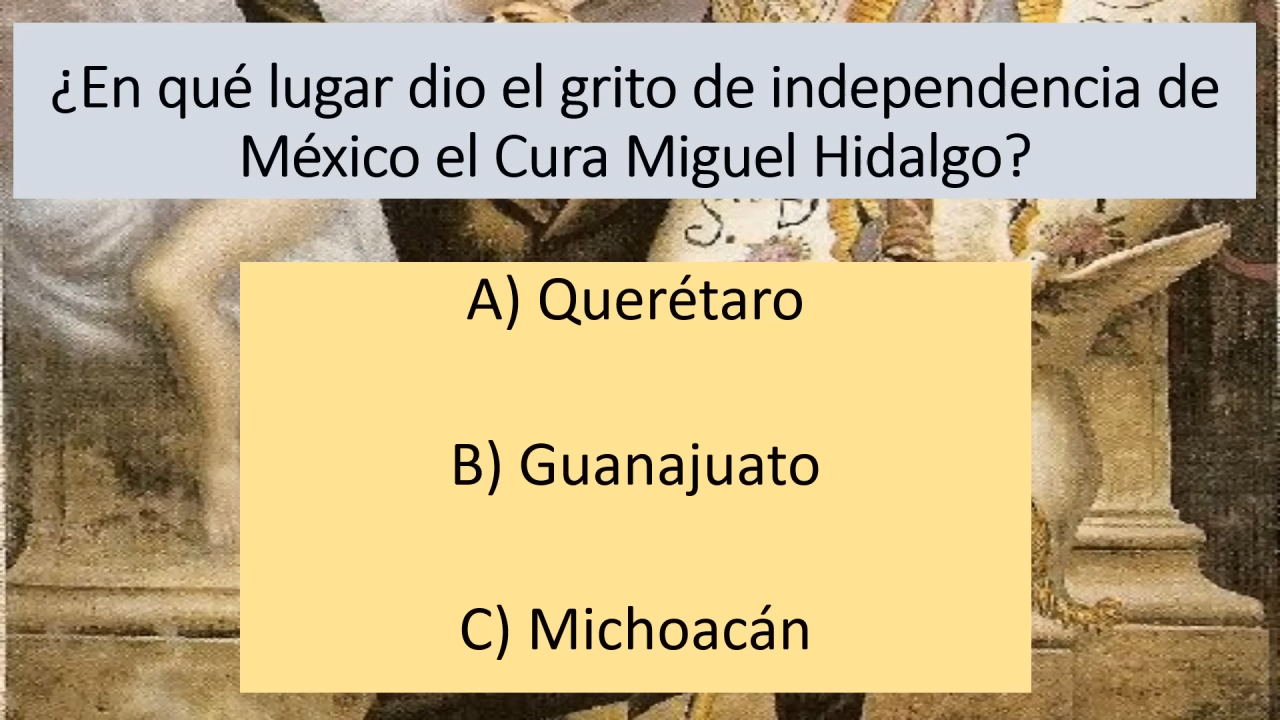 ¿En qué lugar dio el grito de independencia de
México el Cura Miguel Hidalgo?
S. D
A) Querétaro
B) Guanajuato
C) Michoacán